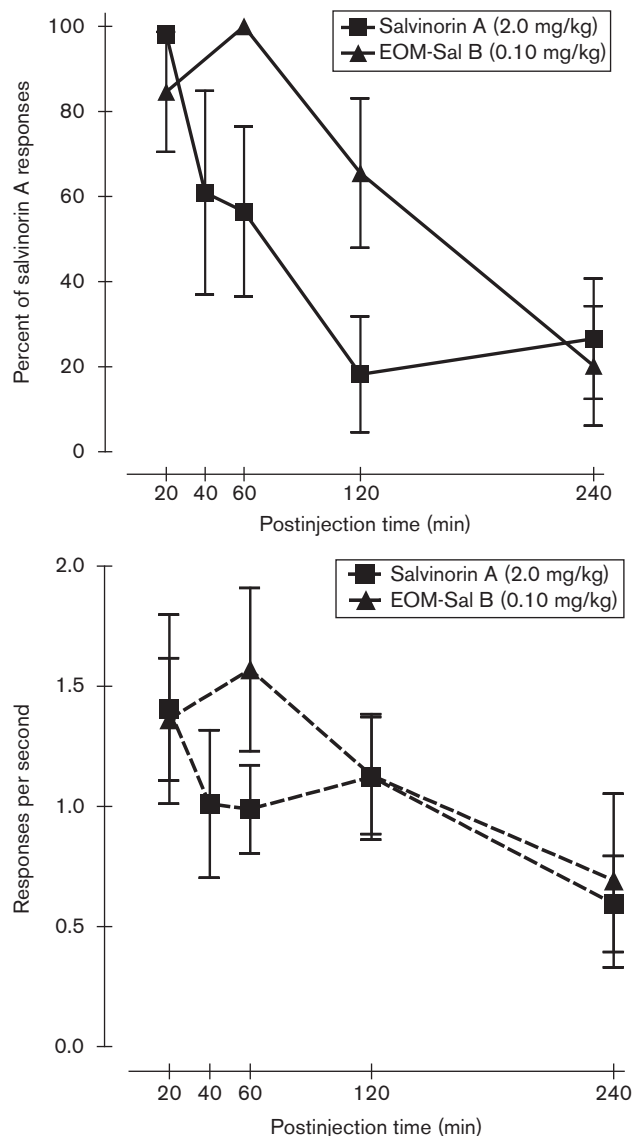 100
Salvinorin A (2.0 mg/kg)
EOM-Sal B (0.10 mg/kg)
80
60
40
20
0
Percent of salvinorin A responses
20 40 60 120 240
Postinjection time (min)
2.0
Salvinorin A (2.0 mg/kg)
EOM-Sal B (0.10 mg/kg)
1.5
1.0
0.5
0.0
Responses per second
20 40 60 120 240
Postinjection time (min)